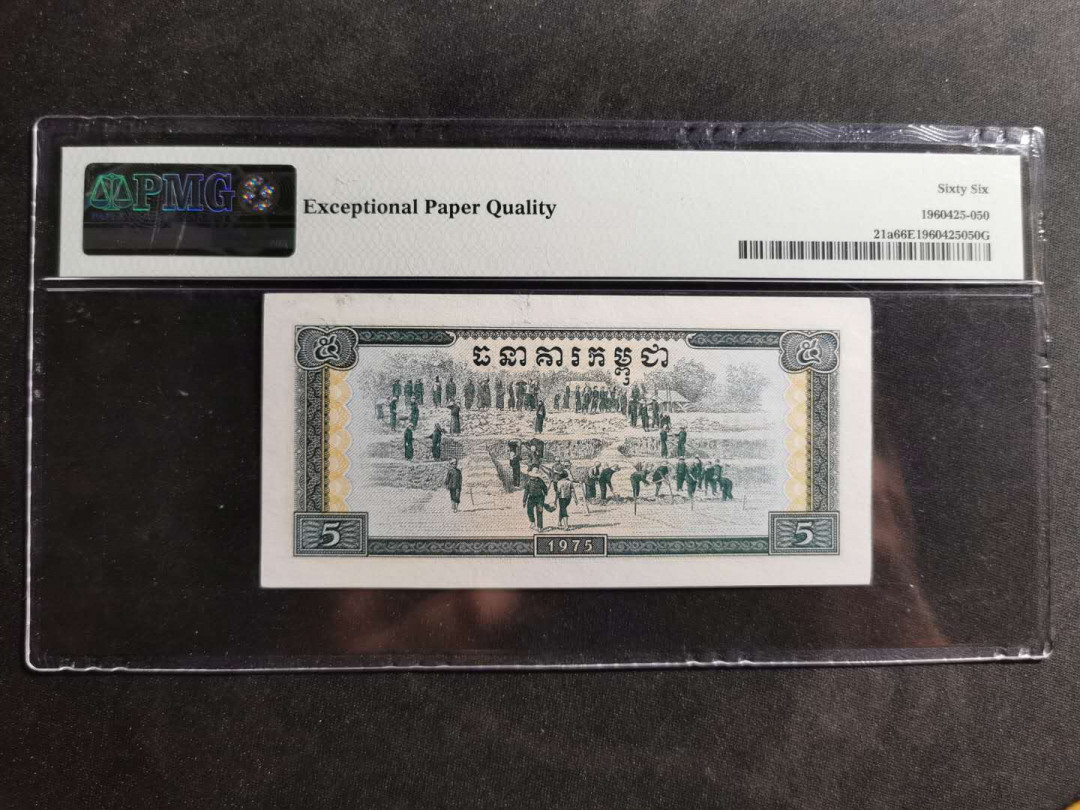 PMG
Exceptional Paper Quality
Sixty Six
1960425-050
21a66E1960425050G
៥ ៥
ធនាគារកម្ពុជា
5 1975 5